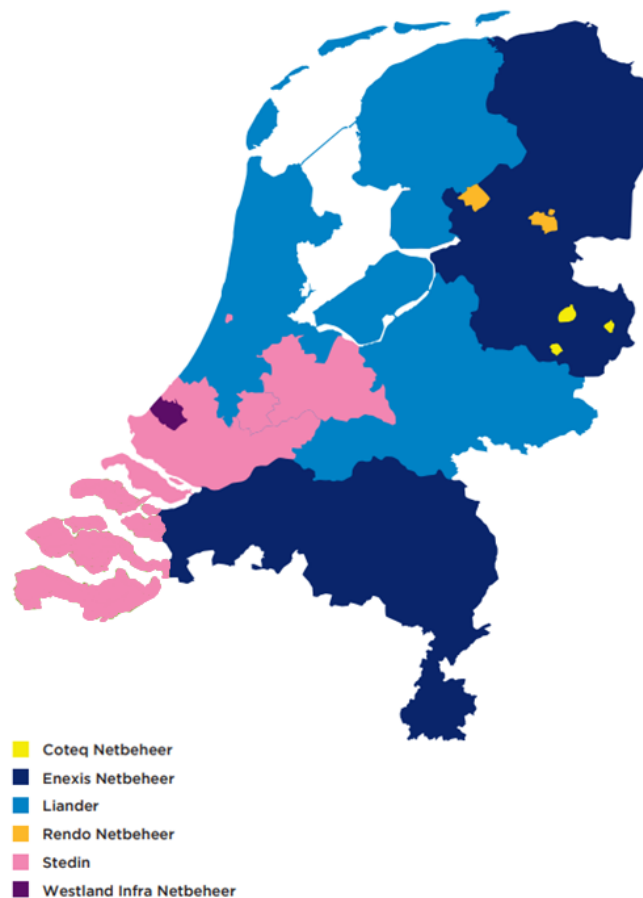 Coteq Netbeheer
Enexis Netbeheer
Liander
Rendo Netbeheer
Stedin
Westland Infra Netbeheer